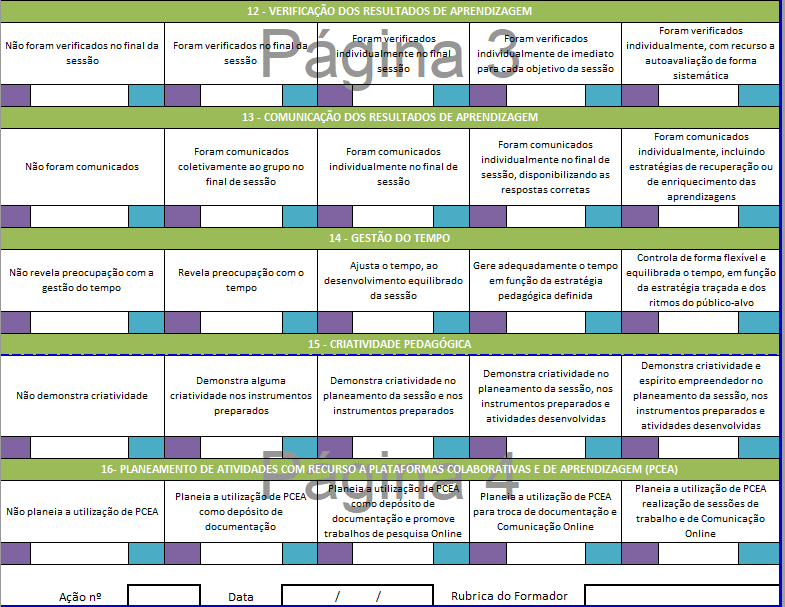 12 - VERIFICAÇÃO DOS RESULTADOS DE APRENDIZAGEM
Não foram verificados no final da
sessão
Foram verificados no final da
sessão
Foram verificados
individualmente no final
sessão
Foram verificados
individualmente de imediato
para cada objetivo da sessão
Foram verificados
individualmente, com recurso a
autoavaliação de forma
sistemática
Página 3
13 - COMUNICAÇÃO DOS RESULTADOS DE APRENDIZAGEM
Não foram comunicados
Foram comunicados
coletivamente ao grupo no
final de sessão
Foram comunicados
individualmente no final de
sessão
Foram comunicados
individualmente no final de
sessão, disponibilizando as
respostas corretas
Foram comunicados
individualmente, incluindo
estratégias de recuperação ou
de enriquecimento das
aprendizagens
14 - GESTÃO DO TEMPO
Não revela preocupação com a
gestão do tempo
Revela preocupação com o
tempo
Ajusta o tempo, ao
desenvolvimento equilibrado
da sessão
Gere adequadamente o tempo
em função da estratégia
pedagógica definida
Controla de forma flexível e
equilibrada o tempo, em função
da estratégia traçada e dos
ritmos do público-alvo
15 - CRIATIVIDADE PEDAGÓGICA
Não demonstra criatividade
Demonstra alguma
criatividade nos instrumentos
preparados
Demonstra criatividade no
planeamento da sessão e nos
instrumentos preparados
Demonstra criatividade no
planeamento da sessão, nos
instrumentos preparados e
atividades desenvolvidas
Demonstra criatividade e
espírito empreendedor no
planeamento da sessão, nos
instrumentos preparados e
atividades desenvolvidas
16- PLANEAMENTO DE ATIVIDADES COM RECURSO A PLATAFORMAS COLABORATIVAS E DE APRENDIZAGEM (PCEA)
Não planeia a utilização de PCEA
Planeia a utilização de PCEA
como depósito de
documentação
Planeia a utilização de PCEA
como depósito de
documentação e promove
trabalhos de pesquisa Online
Planeia a utilização de PCEA
para troca de documentação e
Comunicação Online
Planeia a utilização de PCEA
realização de sessões de
trabalho e de Comunicação
Online
Página 4
Ação nº
Data / /
Rubrica do Formador